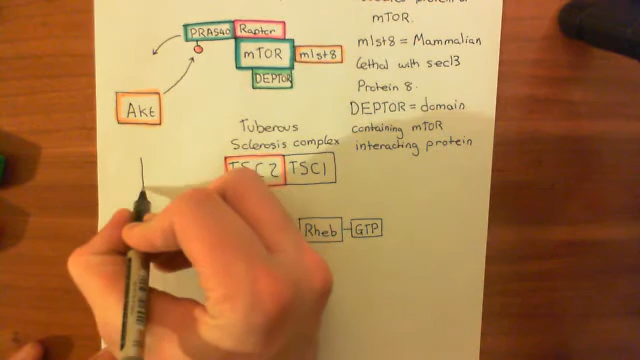 PRAS40 Raptor
mTOR
mlst8
DEPTOR
Akt
Tuberous
Sclerosis complex
TSC2 TSC1
Rheb GTP
mTOR.
mlst8 = Mammalian
lethal with sec13
Protein 8.
DEPTOR = domain
containing mTOR
interacting protein